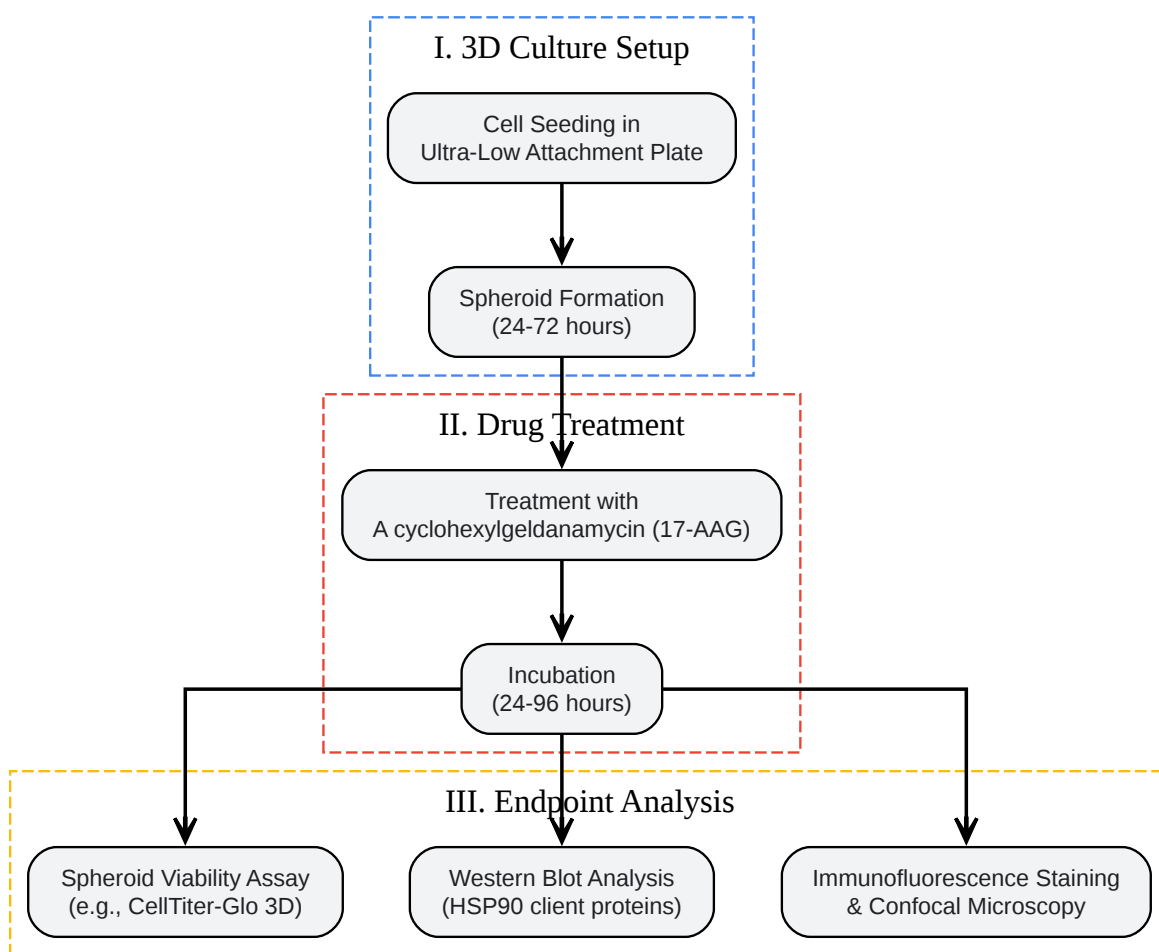 I. 3D Culture Setup
Cell Seeding in
Ultra-Low Attachment Plate
Spheroid Formation
(24-72 hours)
II. Drug Treatment
Treatment with
A cyclohexylgeldanamycin (17-AAG)
Incubation
(24-96 hours)
III. Endpoint Analysis
Spheroid Viability Assay
(e.g., CellTiter-Glo 3D)
Western Blot Analysis
(HSP90 client proteins)
Immunofluorescence Staining
& Confocal Microscopy